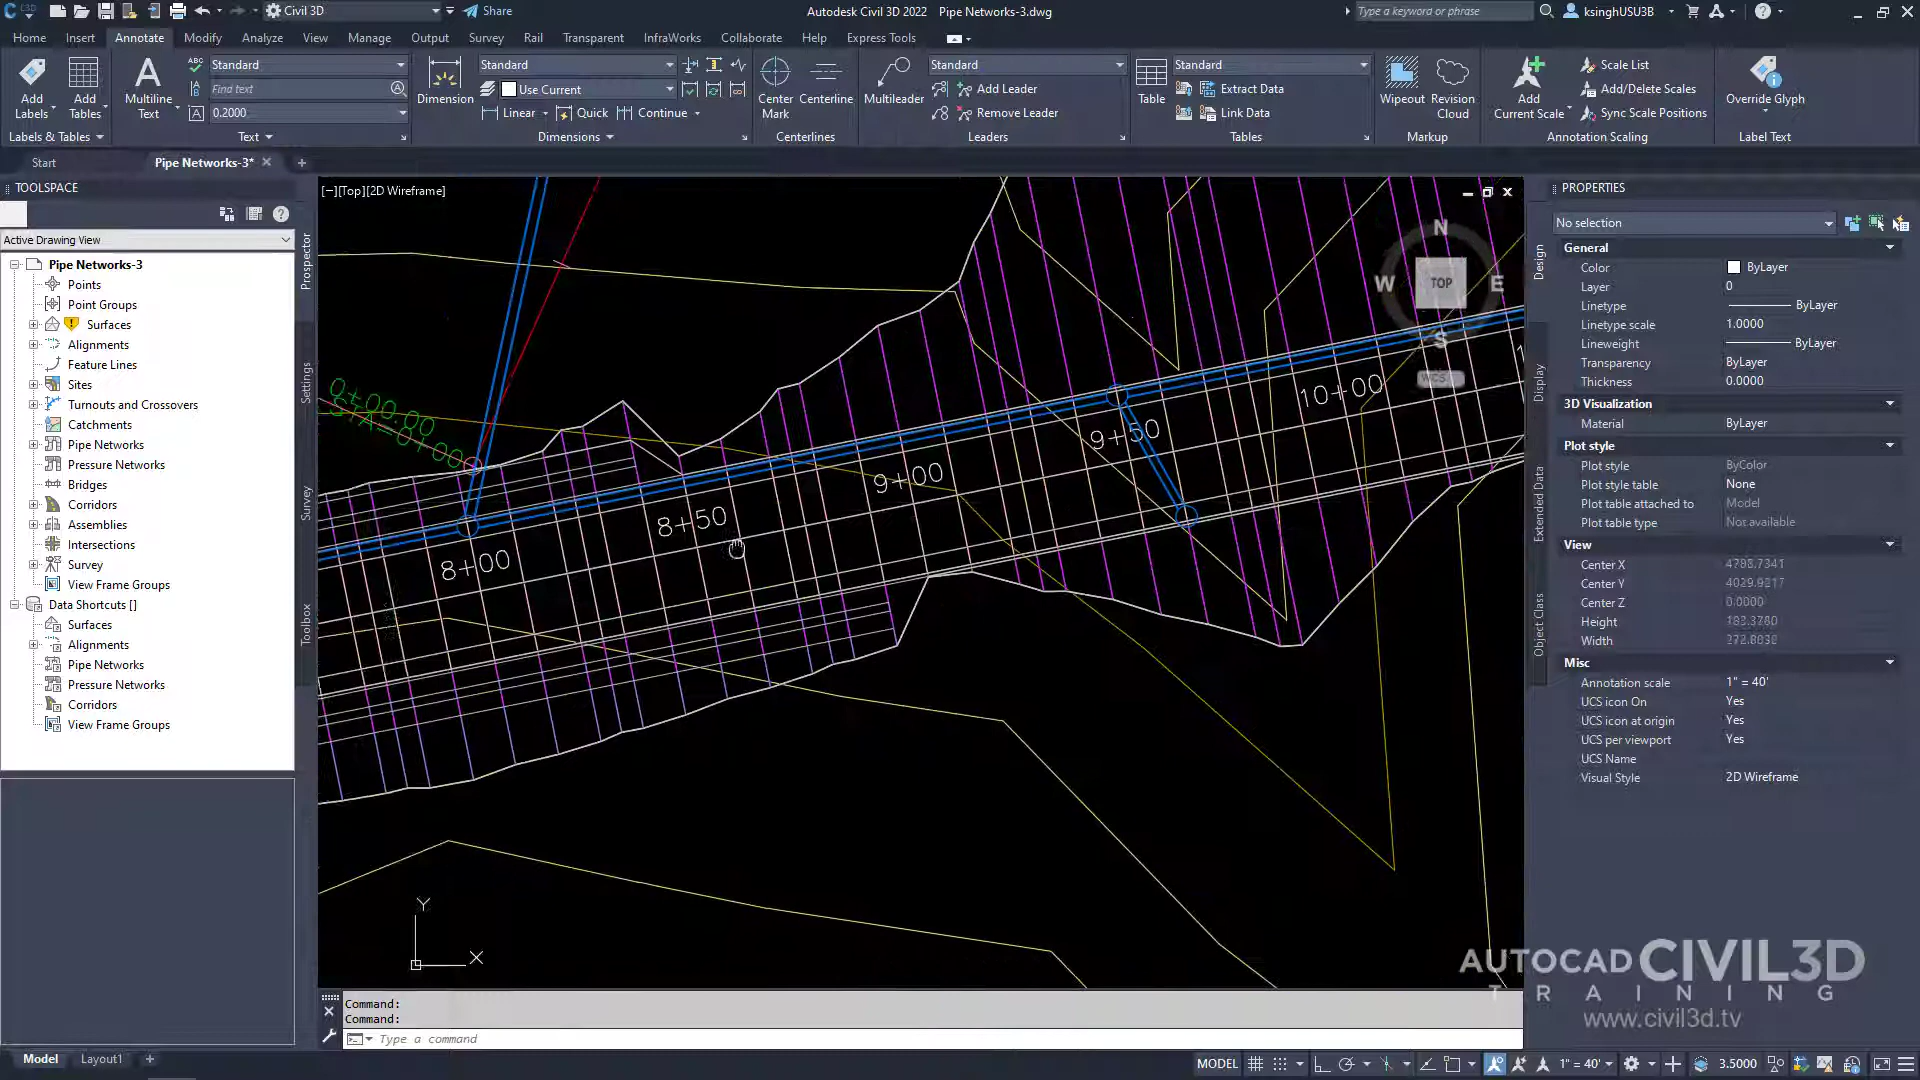 Civil 3D
Share
Autodesk Civil 3D 2022 Pipe Networks-3.dwg
Type a keyword or phrase
ksinghUSU3B
Home Insert Annotate Modify Analyze View Manage Output Survey Rail Transparent InfraWorks Collaborate Help Express Tools
Add Labels
Add Tables
Labels & Tables
Multiline Text
Standard
Find text
0.2000
Text
Dimension
Standard
Use Current
Linear Quick Continue
Dimensions
Center Mark
Centerline
Centerlines
Multileader
Standard
Add Leader
Remove Leader
Leaders
Table
Standard
Extract Data
Link Data
Tables
Wipeout
Revision Cloud
Markup
Add Current Scale
Scale List
Add/Delete Scales
Sync Scale Positions
Annotation Scaling
Override Glyph
Label Text
Start
Pipe Networks-3*
TOOLSPACE
Active Drawing View
Pipe Networks-3
Points
Point Groups
Surfaces
Alignments
Feature Lines
Sites
Turnouts and Crossovers
Catchments
Pipe Networks
Pressure Networks
Bridges
Corridors
Assemblies
Intersections
Survey
View Frame Groups
Data Shortcuts []
Surfaces
Alignments
Pipe Networks
Pressure Networks
Corridors
View Frame Groups
Prospector
Settings
Survey
Toolbox
[−][Top][2D Wireframe]
N
W TOP E
S
WCS
8+00
8+50
9+00
9+50
10+00
Y
X
Command:
Command:
Type a command
Model Layout1
PROPERTIES
No selection
Design
Display
Extended Data
Object Class
General
Color ByLayer
Layer 0
Linetype ByLayer
Linetype scale 1.0000
Lineweight ByLayer
Transparency ByLayer
Thickness 0.0000
3D Visualization
Material ByLayer
Plot style
Plot style ByColor
Plot style table None
Plot table attached to Model
Plot table type Not available
View
Center X
Center Y
Center Z 0.0000
Height
Width
Misc
Annotation scale 1" = 40'
UCS icon On Yes
UCS icon at origin Yes
UCS per viewport Yes
UCS Name
Visual Style 2D Wireframe
AUTOCAD CIVIL3D
TRAINING
www.civil3d.tv
MODEL
1" = 40'
3.5000